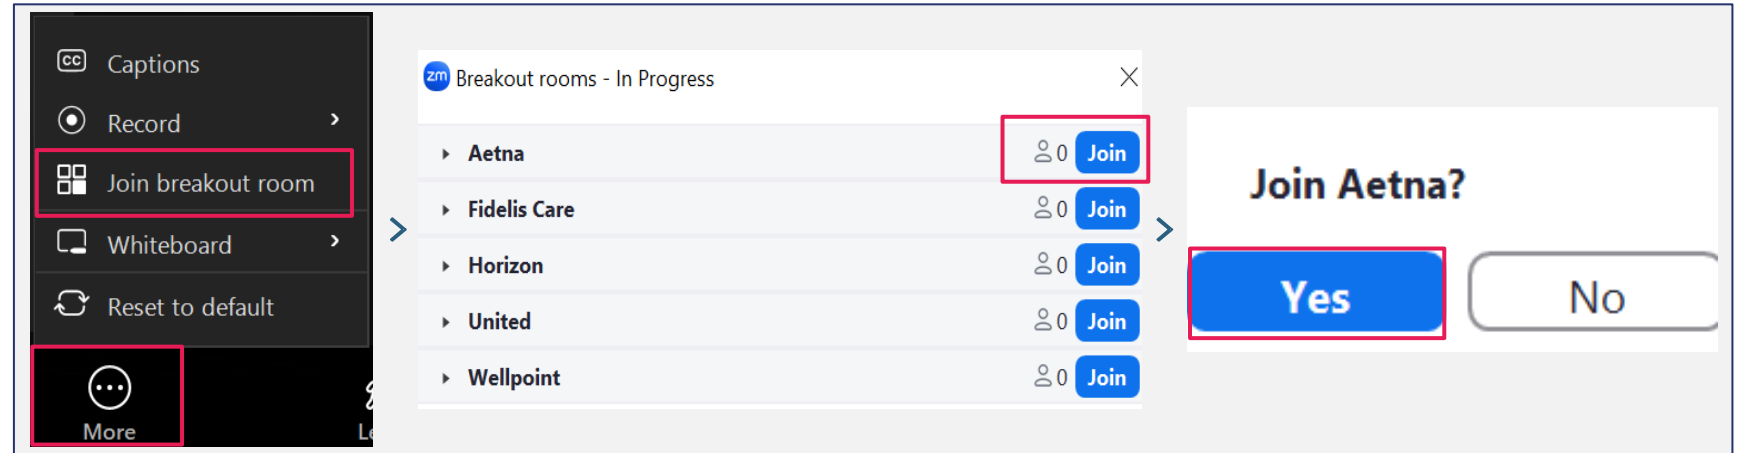 CC Captions
Record
Join breakout room
Whiteboard
Reset to default
More
zm Breakout rooms - In Progress
Aetna 0 Join
Fidelis Care 0 Join
Horizon 0 Join
United 0 Join
Wellpoint 0 Join
Join Aetna?
Yes No